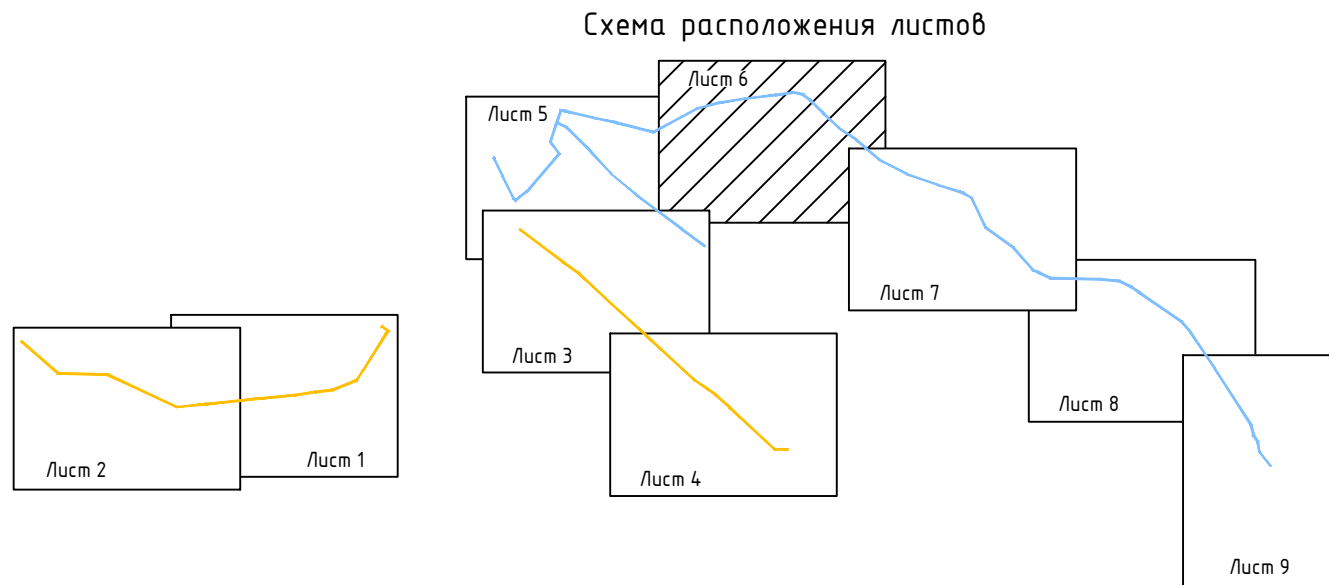 Схема расположения листов
Лист 6
Лист 5
Лист 7
Лист 3
Лист 8
Лист 1
Лист 2
Лист 4
Лист 9